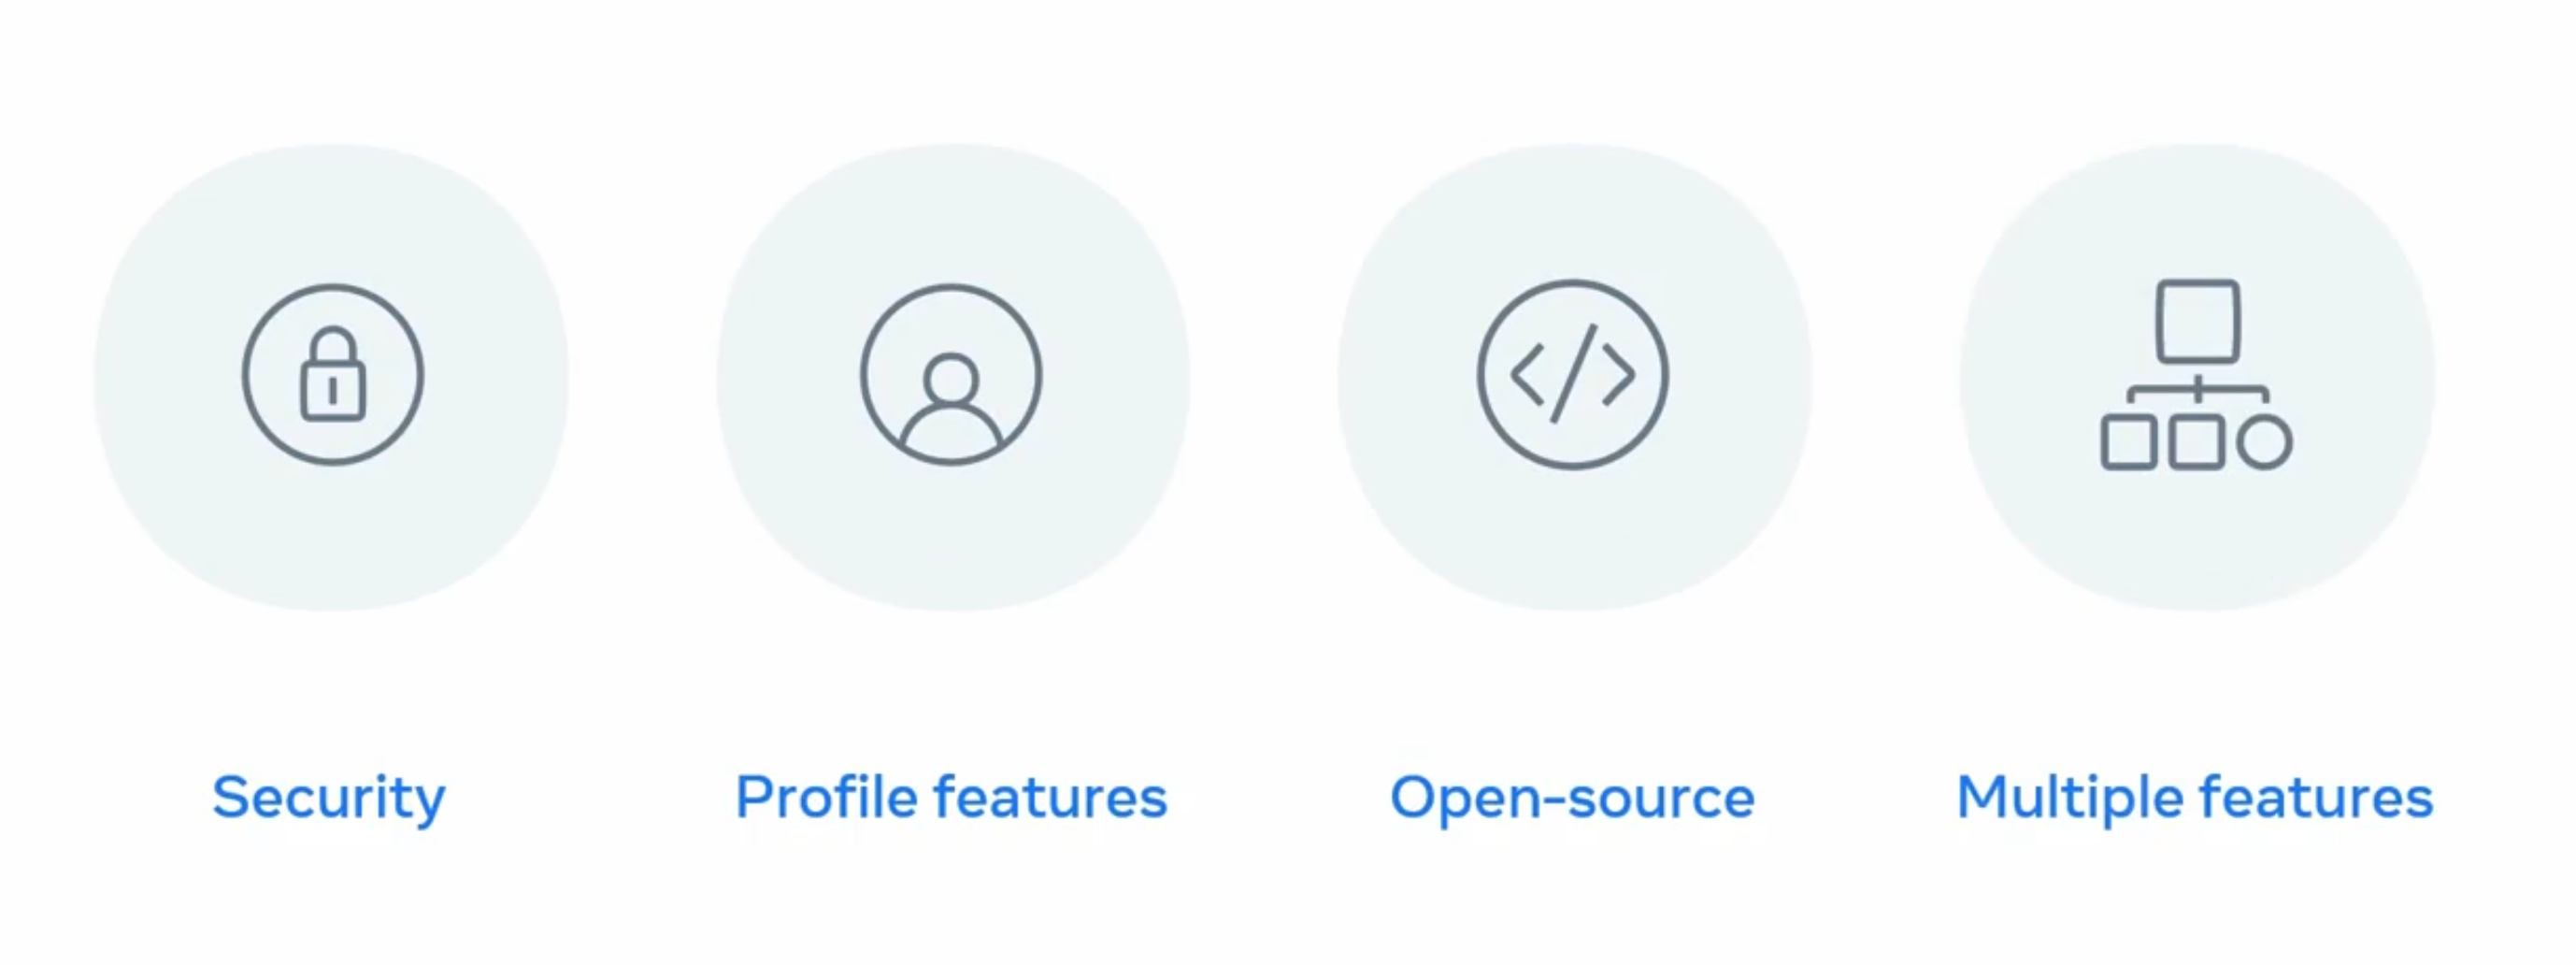 Security
Profile features
Open-source
Multiple features